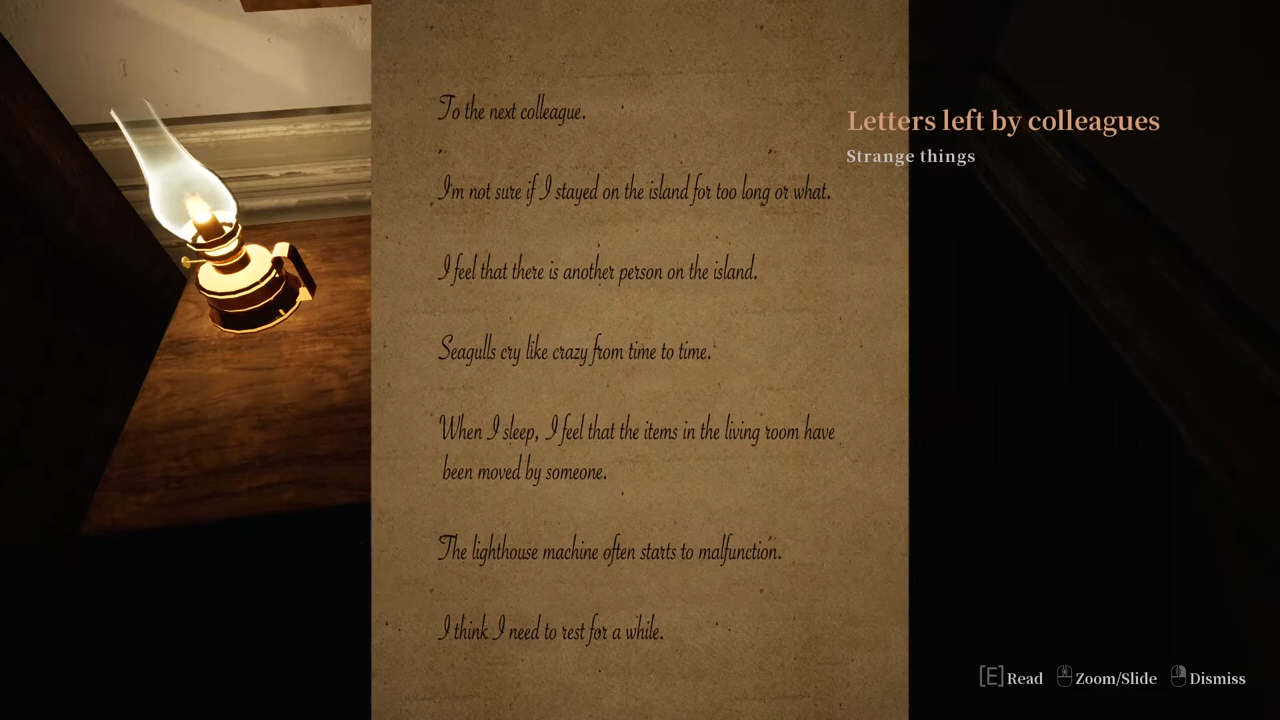 To the next colleague.
I'm not sure if I stayed on the island for too long or what.
I feel that there is another person on the island.
Seagulls cry like crazy from time to time.
When I sleep, I feel that the items in the living room have
been moved by someone.
The lighthouse machine often starts to malfunction.
I think I need to rest for a while.
Letters left by colleagues
Strange things
[E] Read Zoom/Slide Dismiss